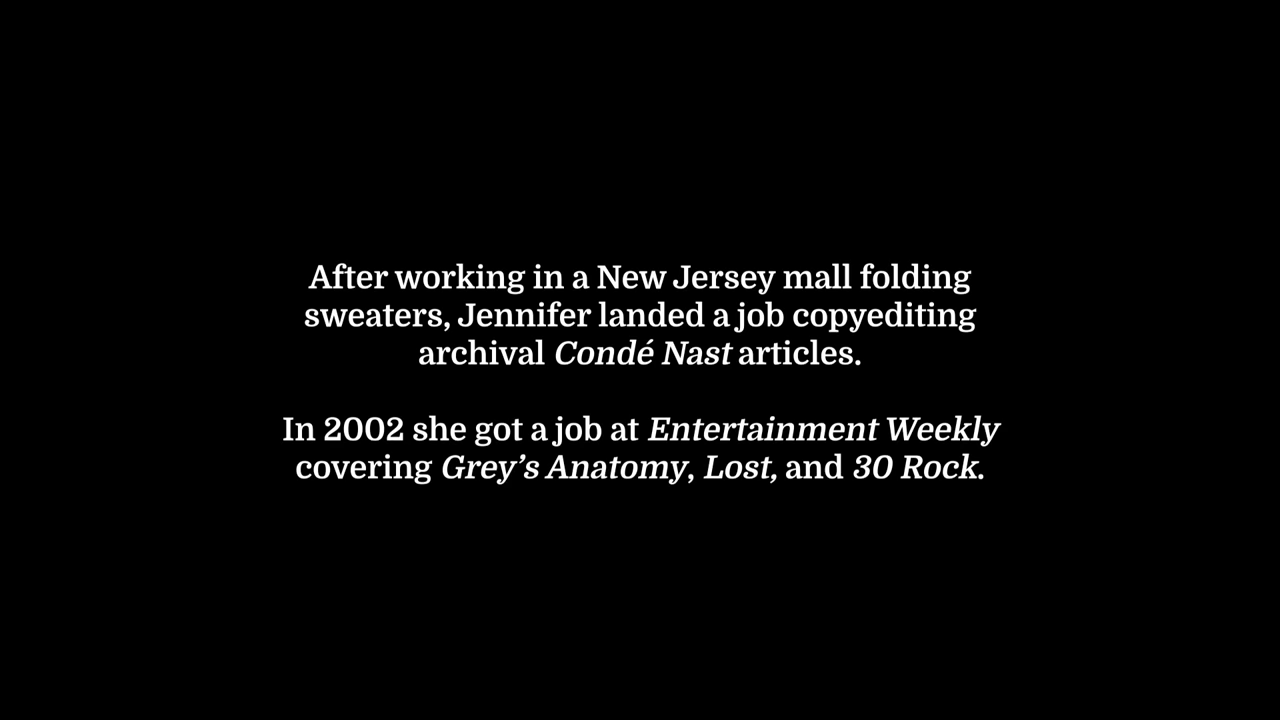 After working in a New Jersey mall folding
sweaters, Jennifer landed a job copyediting
archival Condé Nast articles.
In 2002 she got a job at Entertainment Weekly
covering Grey’s Anatomy, Lost, and 30 Rock.